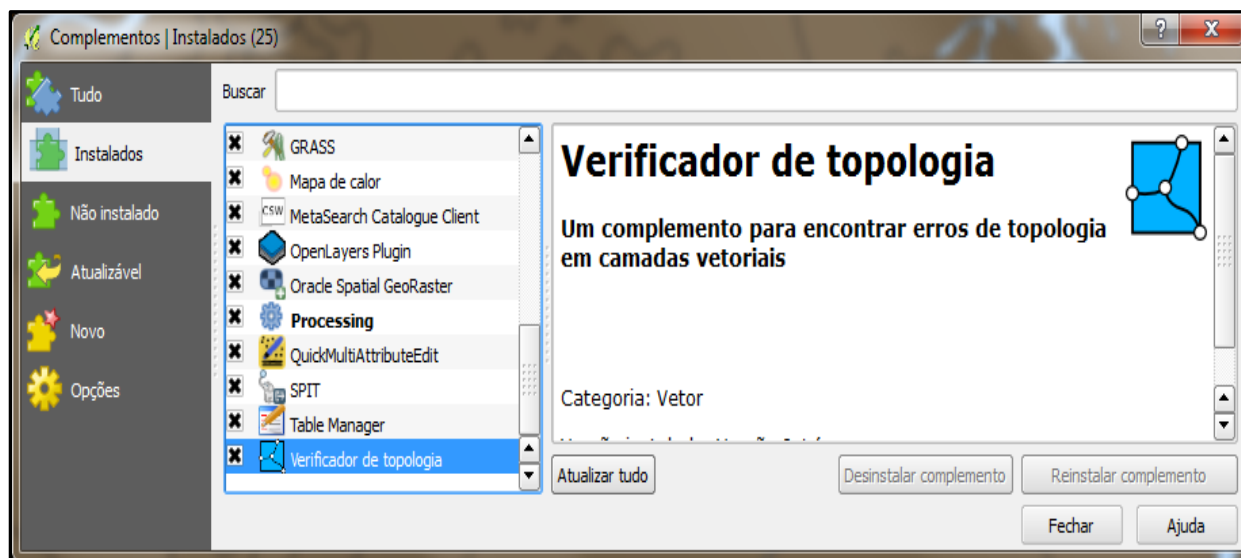 Complementos | Instalados (25)
?
X
Tudo
Instalados
Não instalado
Atualizável
Novo
Opções
Buscar
GRASS
Mapa de calor
CSW MetaSearch Catalogue Client
OpenLayers Plugin
Oracle Spatial GeoRaster
Processing
QuickMultiAttributeEdit
SPIT
Table Manager
Verificador de topologia
Verificador de topologia
Um complemento para encontrar erros de topologia
em camadas vetoriais
Categoria: Vetor
Atualizar tudo
Desinstalar complemento
Reinstalar complemento
Fechar
Ajuda